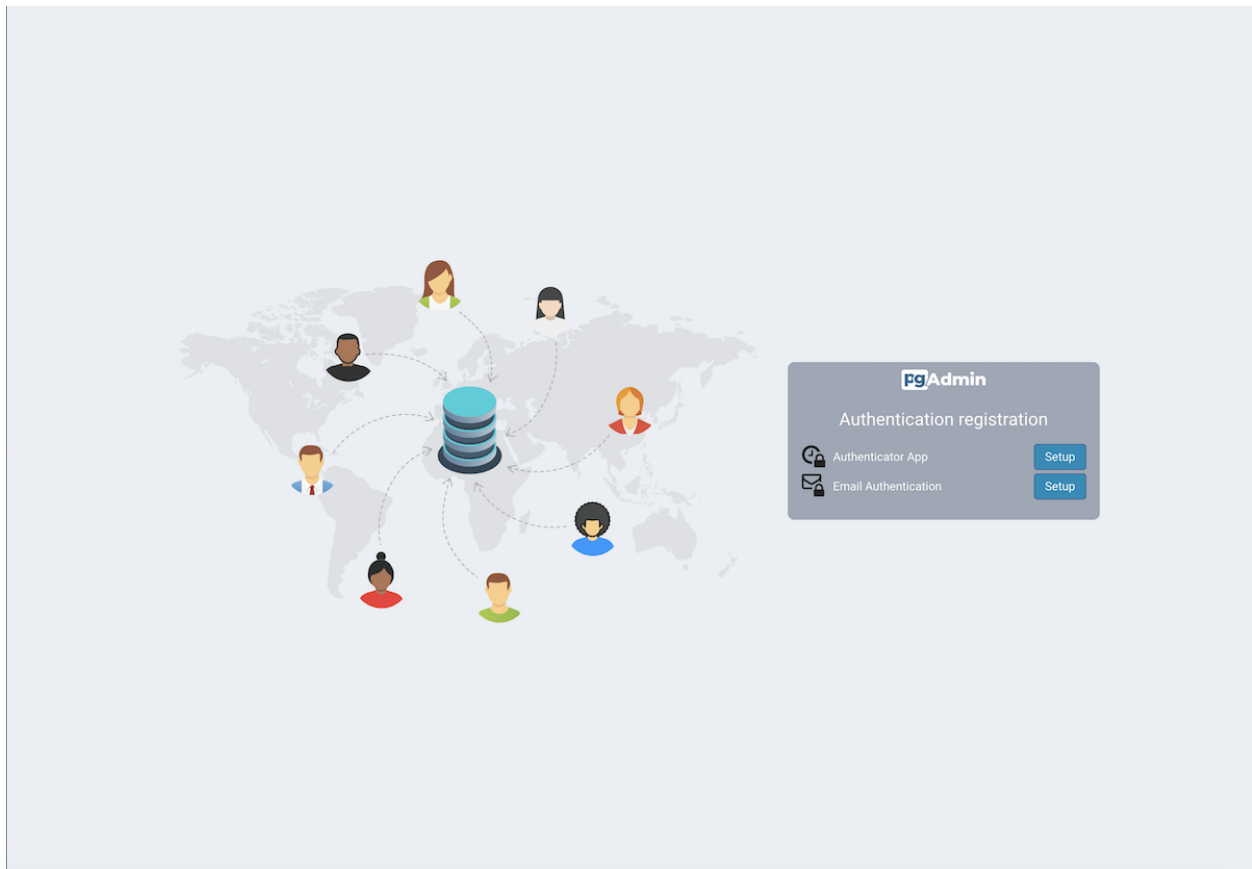 pgAdmin
Authentication registration
Authenticator App Setup
Email Authentication Setup